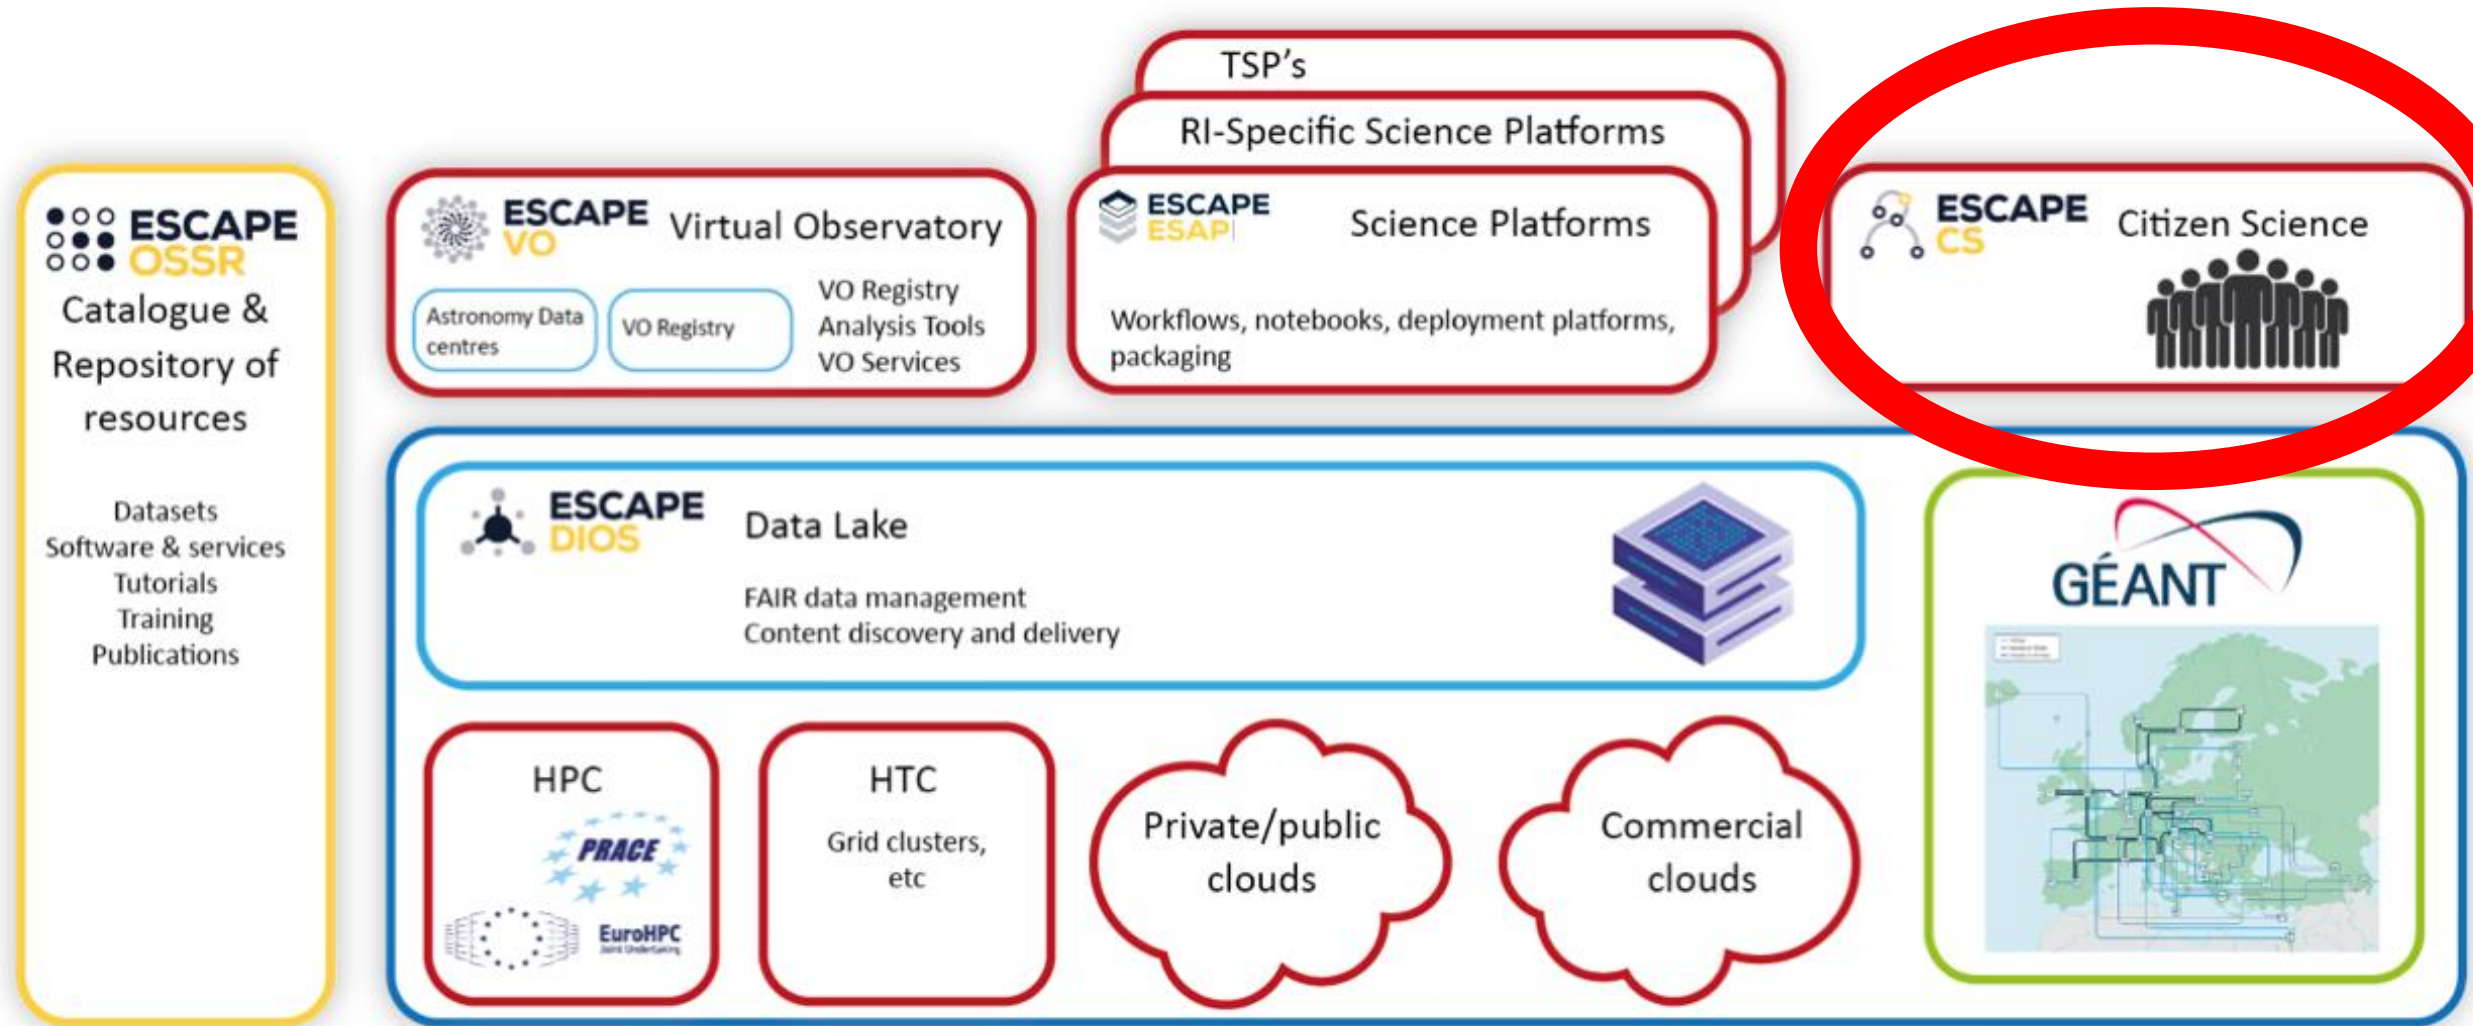 ESCAPE
OSSR
Catalogue &
Repository of
resources
Datasets
Software & services
Tutorials
Training
Publications
ESCAPE
VO
Virtual Observatory
Astronomy Data
centres
VO Registry
VO Registry
Analysis Tools
VO Services
TSP's
RI-Specific Science Platforms
ESCAPE
ESAP
Science Platforms
Workflows, notebooks, deployment platforms,
packaging
ESCAPE
CS
Citizen Science
ESCAPE
DIOS
Data Lake
FAIR data management
Content discovery and delivery
GÉANT
HPC
PRACE
EuroHPC
Joint Undertaking
HTC
Grid clusters,
etc
Private/public
clouds
Commercial
clouds